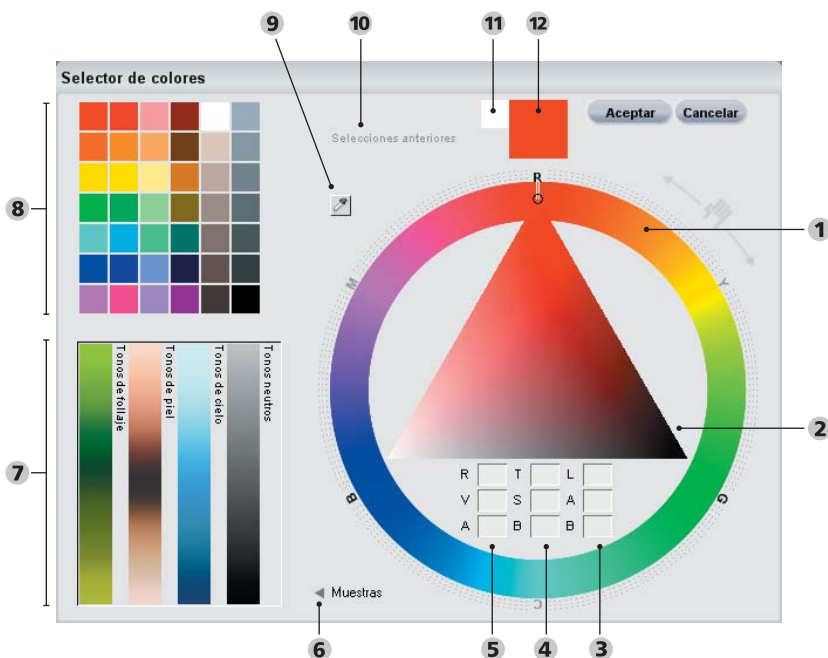 9 10 11 12
Selector de colores
Aceptar Cancelar
Selecciones anteriores
R
8
1
M Y
Tonos de follaje
Tonos de piel
Tonos de cielo
Tonos neutros
2
7
R T L
V S A
A B B
B G
C
Muestras
6 5 4 3